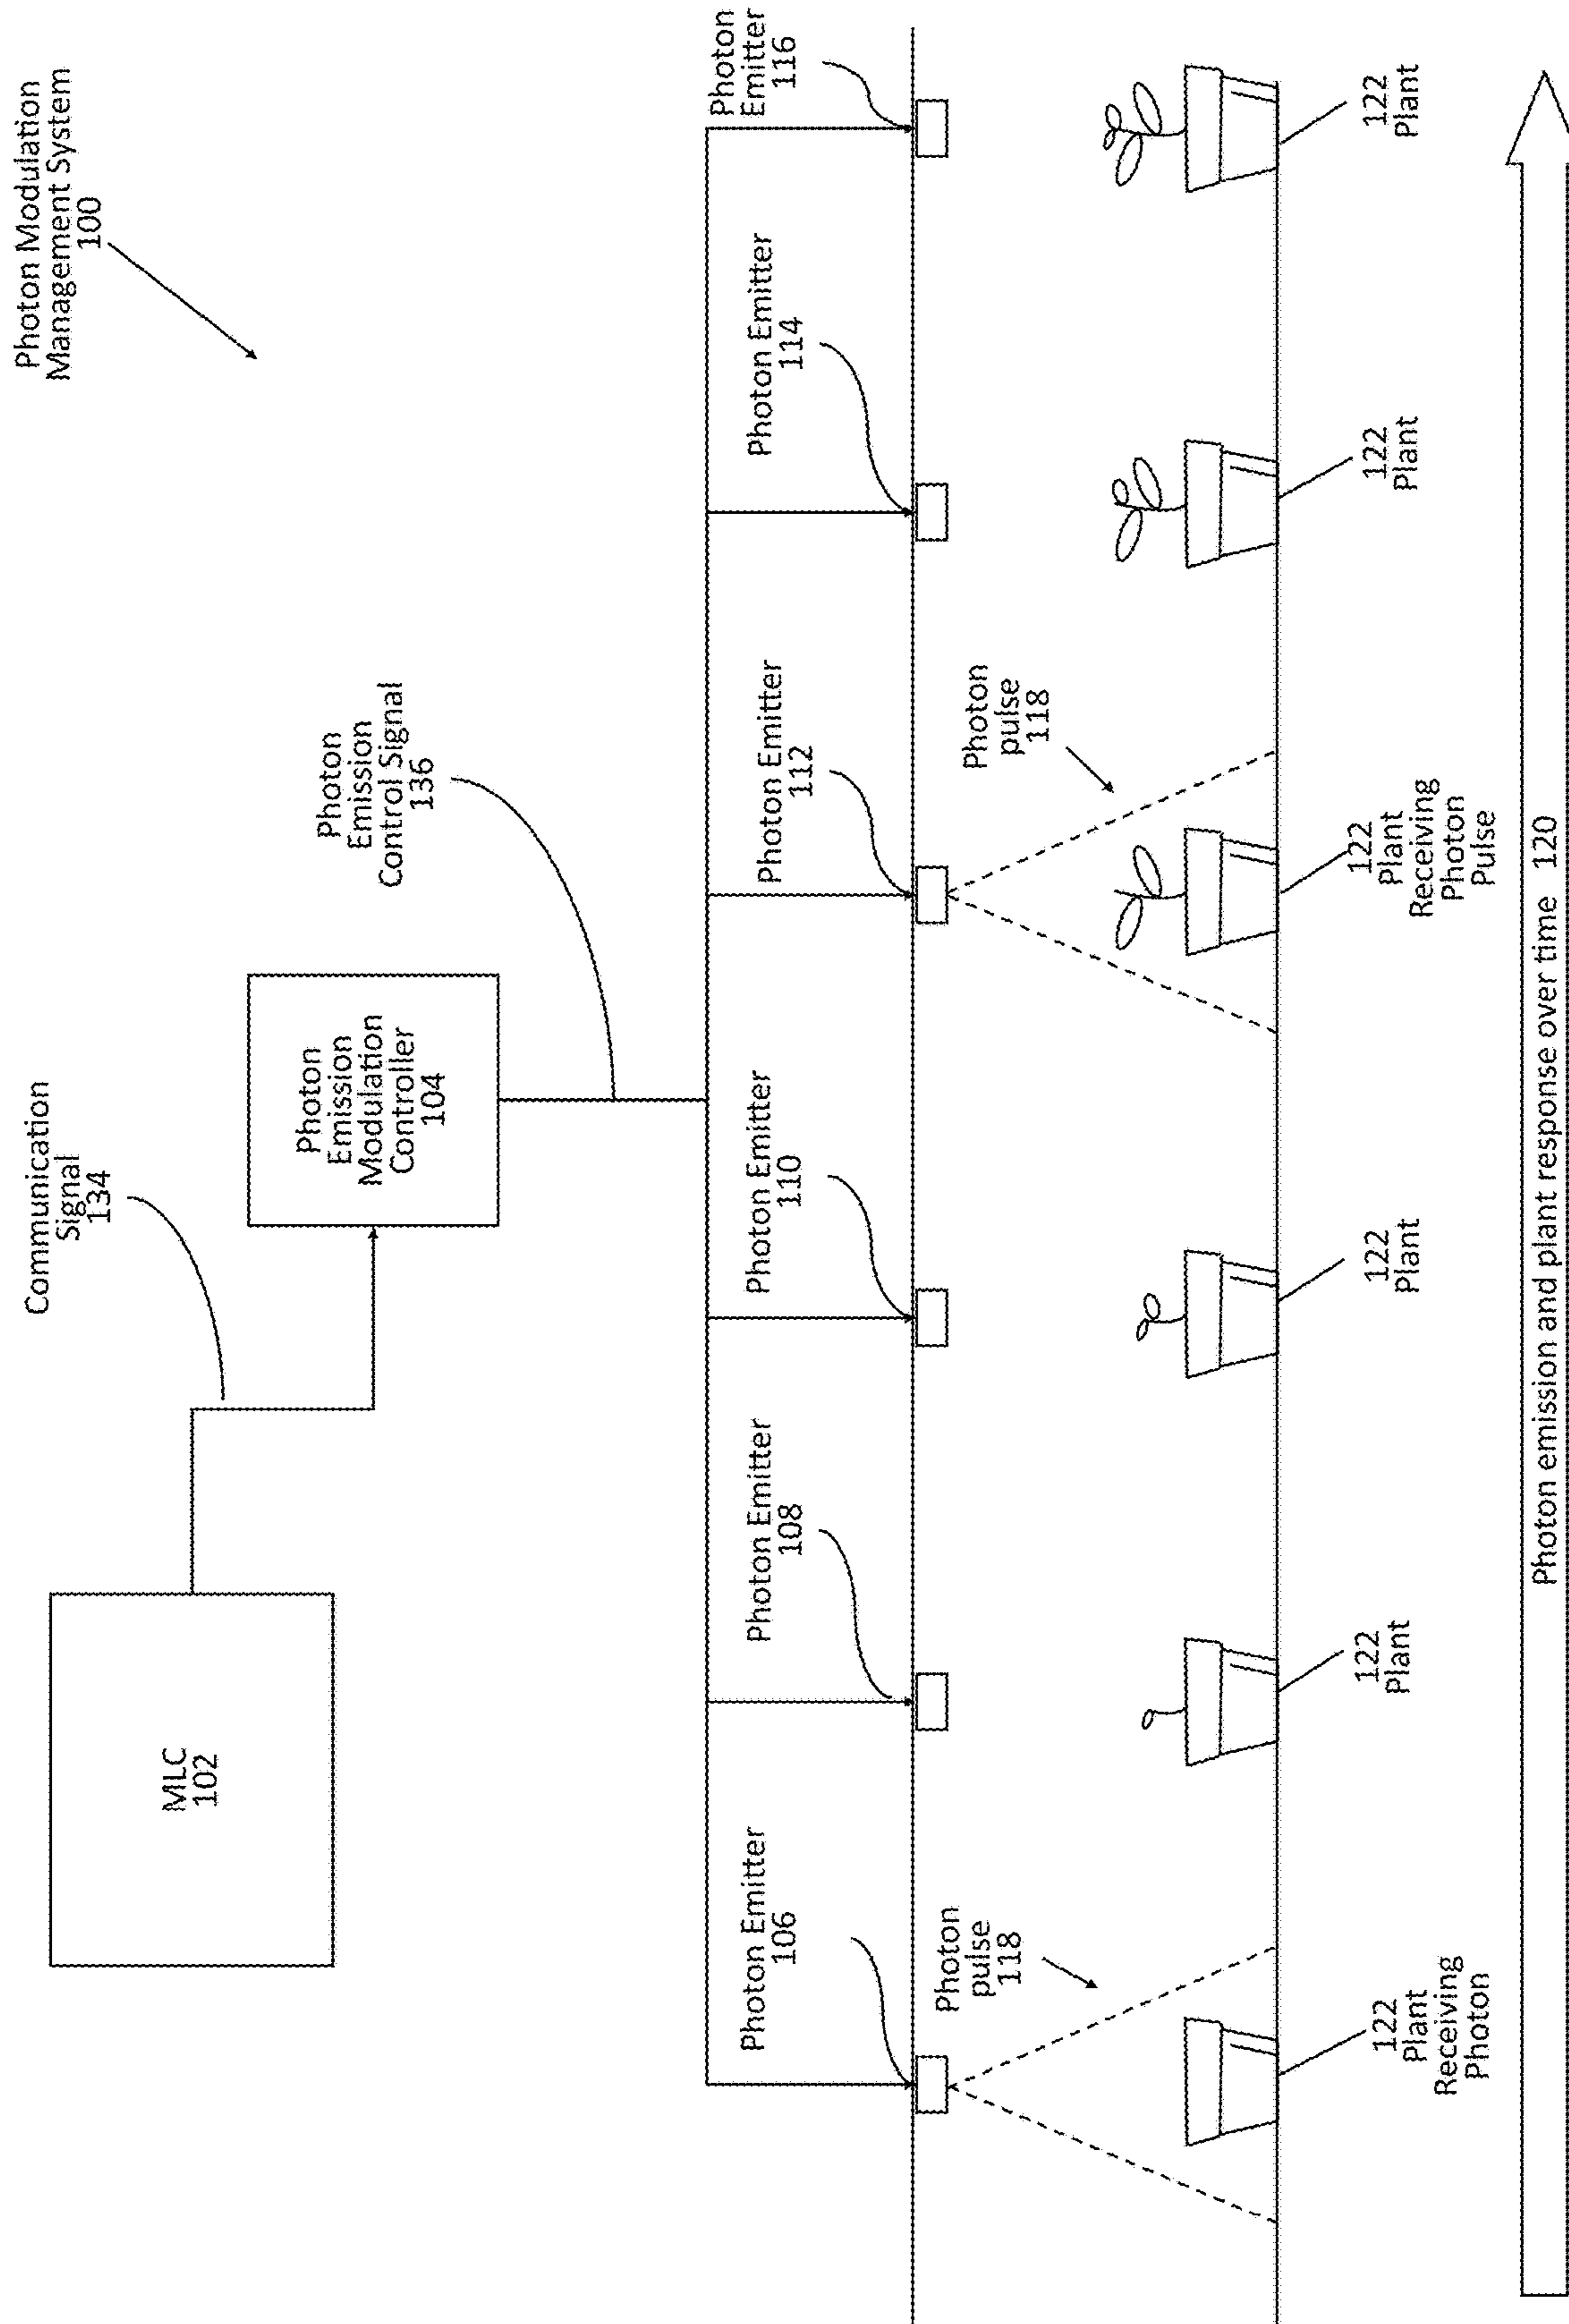 Photon Modulation
Management System
100
Communication
Signal
134
MLC
102
Photon
Emission
Modulation
Controller
104
Photon
Emission
Control Signal
136
Photon Emitter
106
Photon Emitter
108
Photon Emitter
110
Photon Emitter
112
Photon Emitter
114
Photon
Emitter
116
Photon
pulse
118
Photon
pulse
118
122
Plant
Receiving
Photon
122
Plant
122
Plant
122
Plant
Receiving
Photon
Pulse
122
Plant
122
Plant
Photon emission and plant response over time 120